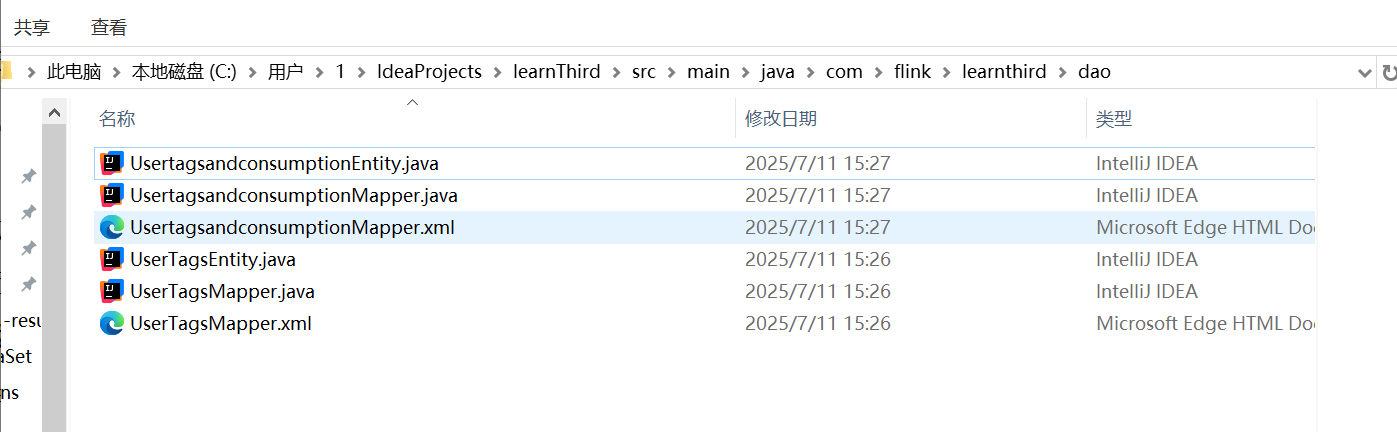 共享 查看
此电脑 本地磁盘 (C:) 用户 1 IdeaProjects learnThird src main java com flink learnthird dao
名称 修改日期 类型
UsertagsandconsumptionEntity.java 2025/7/11 15:27 IntelliJ IDEA
UsertagsandconsumptionMapper.java 2025/7/11 15:27 IntelliJ IDEA
UsertagsandconsumptionMapper.xml 2025/7/11 15:27 Microsoft Edge HTML Do
UserTagsEntity.java 2025/7/11 15:26 IntelliJ IDEA
UserTagsMapper.java 2025/7/11 15:26 IntelliJ IDEA
-resu
UserTagsMapper.xml 2025/7/11 15:26 Microsoft Edge HTML Do
aSet
ns